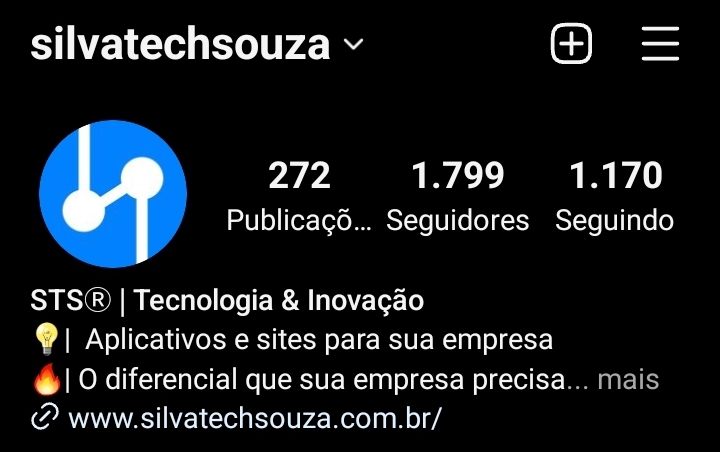 silvatechsouza
272 1.799 1.170
Publicaçõ... Seguidores Seguindo
STS® | Tecnologia & Inovação
💡| Aplicativos e sites para sua empresa
🔥| O diferencial que sua empresa precisa... mais
www.silvatechsouza.com.br/